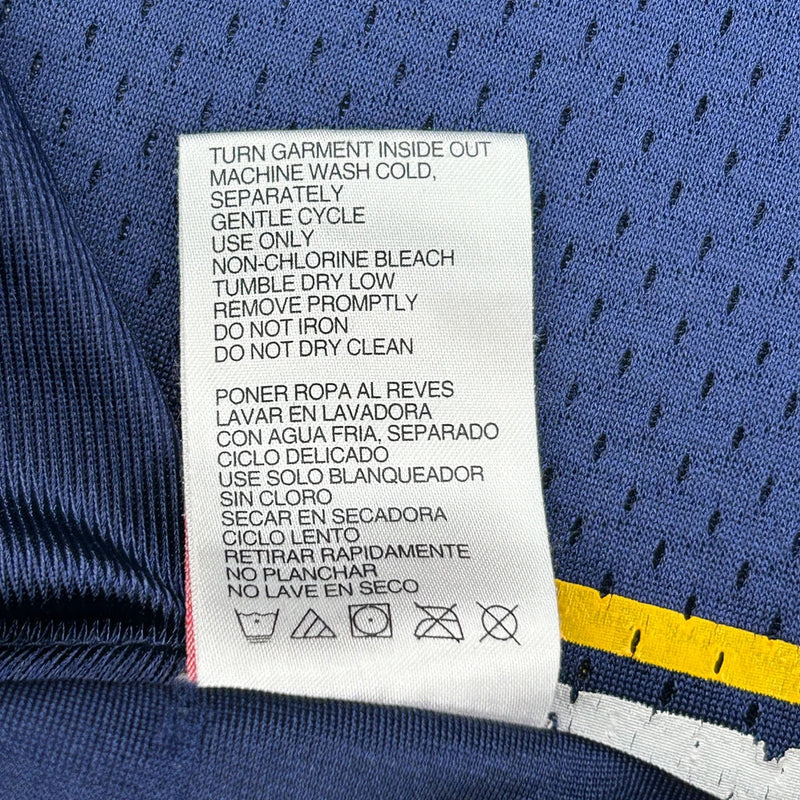 TURN GARMENT INSIDE OUT
MACHINE WASH COLD,
SEPARATELY
GENTLE CYCLE
USE ONLY
NON-CHLORINE BLEACH
TUMBLE DRY LOW
REMOVE PROMPTLY
DO NOT IRON
DO NOT DRY CLEAN
PONER ROPA AL REVES
LAVAR EN LAVADORA
CON AGUA FRIA, SEPARADO
CICLO DELICADO
USE SOLO BLANQUEADOR
SIN CLORO
SECAR EN SECADORA
CICLO LENTO
RETIRAR RAPIDAMENTE
NO PLANCHAR
NO LAVE EN SECO